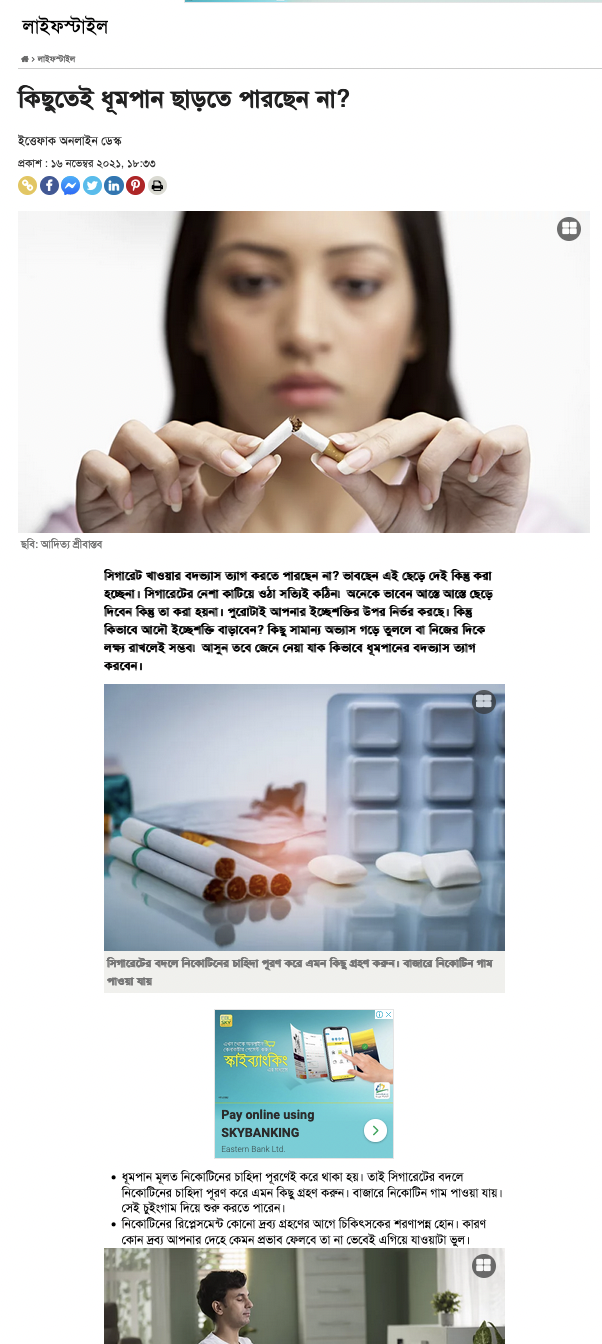 লাইফস্টাইল
লাইফস্টাইল
কিছুতেই ধূমপান ছাড়তে পারছেন না?
ইত্তেফাক অনলাইন ডেস্ক
প্রকাশ : ১৬ নভেম্বর ২০২১, ১৮:৩৩
ছবি: আদিত্য শ্রীবাস্তব
সিগারেট খাওয়ার বদভ্যাস ত্যাগ করতে পারছেন না? ভাবছেন এই ছেড়ে দেই কিন্তু করা
হচ্ছেনা। সিগারেটের নেশা কাটিয়ে ওঠা সত্যিই কঠিন৷ অনেকে ভাবেন আস্তে আস্তে ছেড়ে
দিবেন কিন্তু তা করা হয়না। পুরোটাই আপনার ইচ্ছেশক্তির উপর নির্ভর করছে। কিন্তু
কিভাবে আদৌ ইচ্ছেশক্তি বাড়াবেন? কিছু সামান্য অভ্যাস গড়ে তুললে বা নিজের দিকে
লক্ষ্য রাখলেই সম্ভব৷ আসুন তবে জেনে নেয়া যাক কিভাবে ধূমপানের বদভ্যাস ত্যাগ
করবেন।
সিগারেটের বদলে নিকোটিনের চাহিদা পূরণ করে এমন কিছু গ্রহণ করুন। বাজারে নিকোটিন গাম
পাওয়া যায়
SKY
স্কাইব্যাংকিং
Pay online using
SKYBANKING
Eastern Bank Ltd.
• ধূমপান মূলত নিকোটিনের চাহিদা পূরণেই করে থাকা হয়। তাই সিগারেটের বদলে
নিকোটিনের চাহিদা পূরণ করে এমন কিছু গ্রহণ করুন। বাজারে নিকোটিন গাম পাওয়া যায়।
সেই চুইংগাম দিয়ে শুরু করতে পারেন।
• নিকোটিনের রিপ্লেসমেন্ট কোনো দ্রব্য গ্রহণের আগে চিকিৎসকের শরণাপন্ন হোন। কারণ
কোন দ্রব্য আপনার দেহে কেমন প্রভাব ফেলবে তা না ভেবেই এগিয়ে যাওয়াটা ভুল।